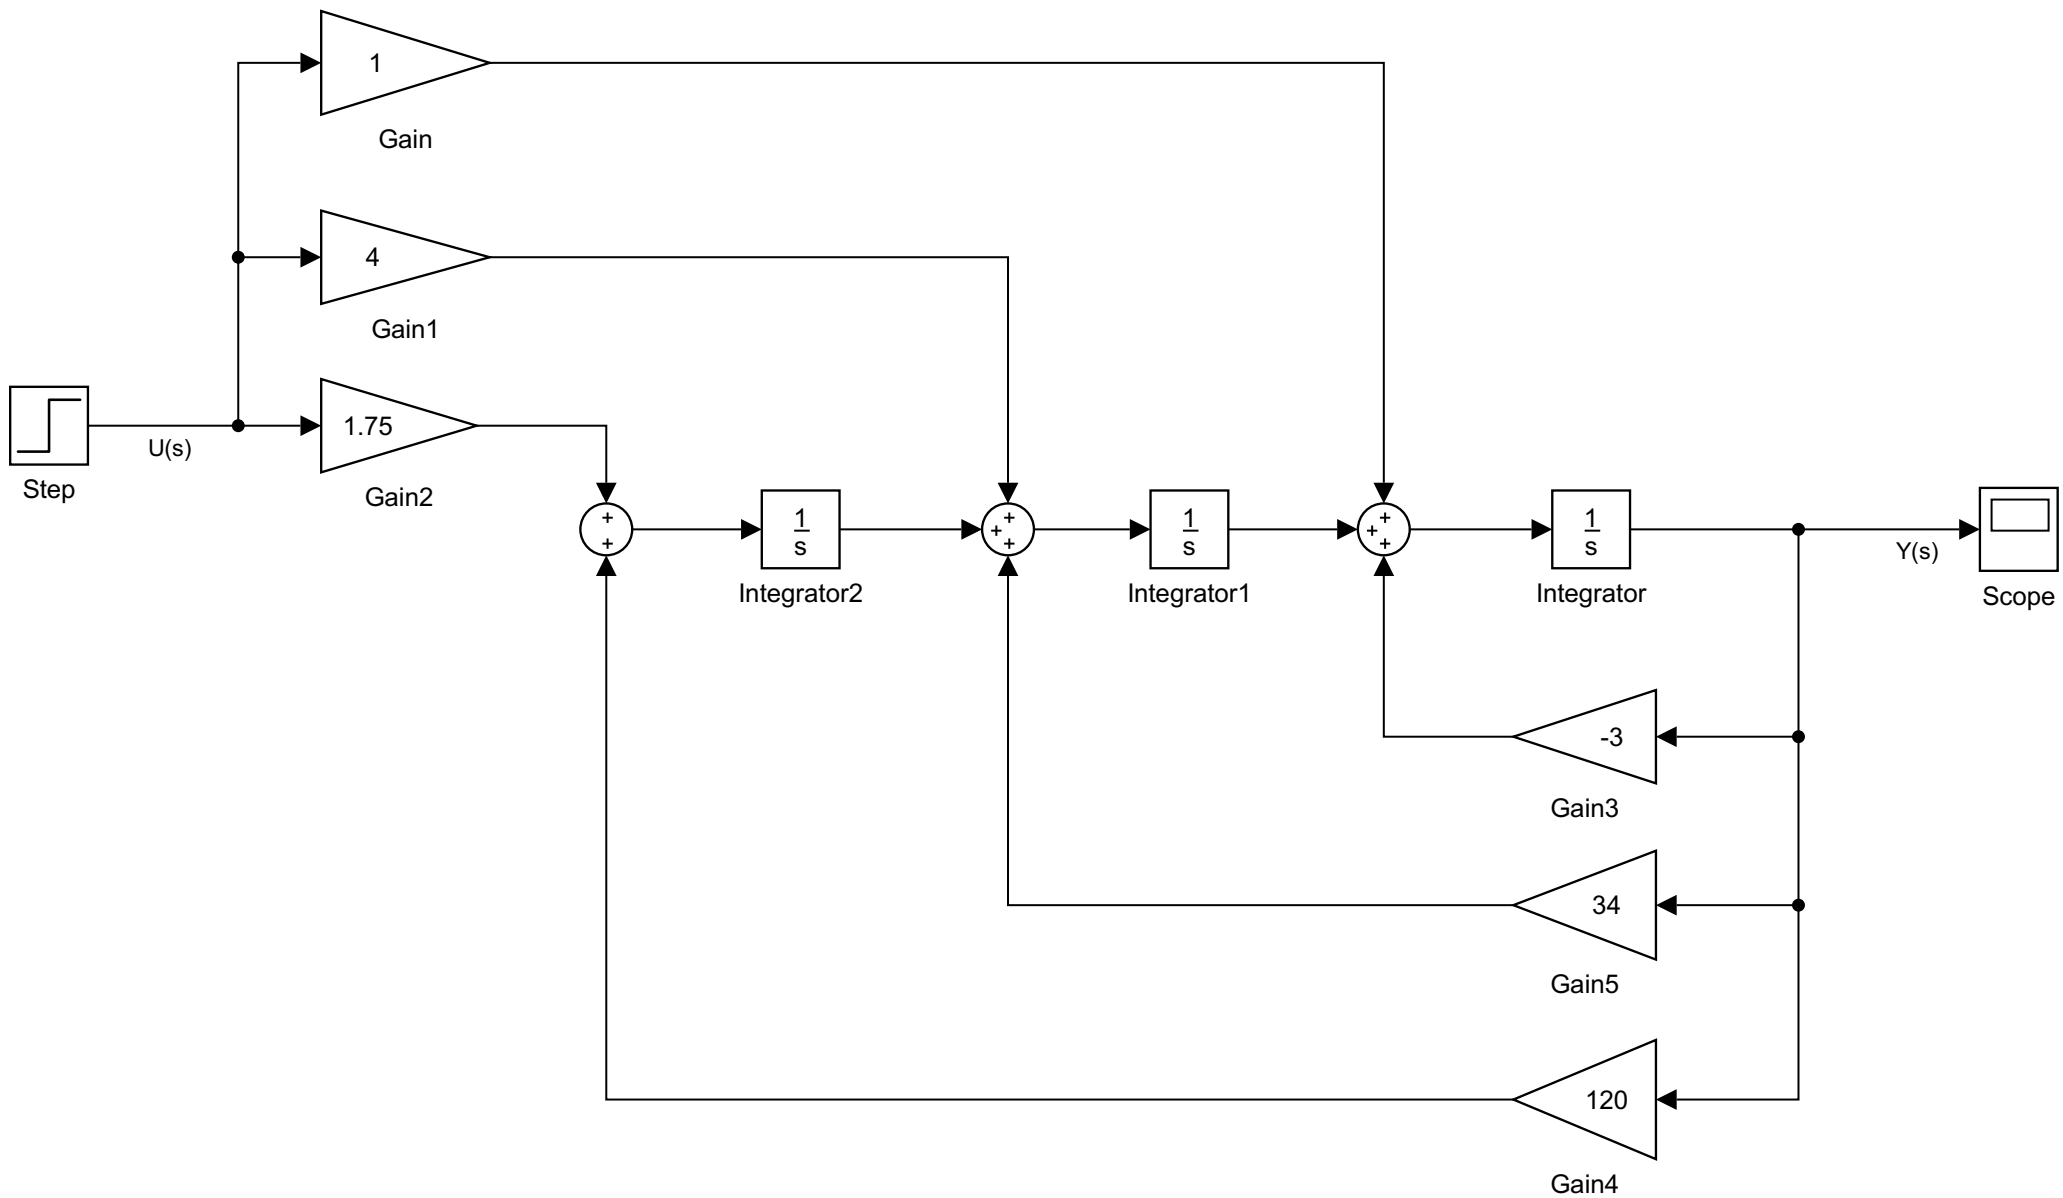 1
Gain
4
Gain1
1.75
Gain2
U(s)
Step
+
+
1
s
Integrator2
+
+
+
1
s
Integrator1
+
+
+
1
s
Integrator
Y(s)
Scope
-3
Gain3
34
Gain5
120
Gain4